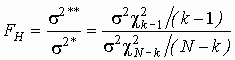 F_H = σ²** / σ²* = (σ²χ²_{k-1}/(k-1)) / (σ²χ²_{N-k}/(N-k))